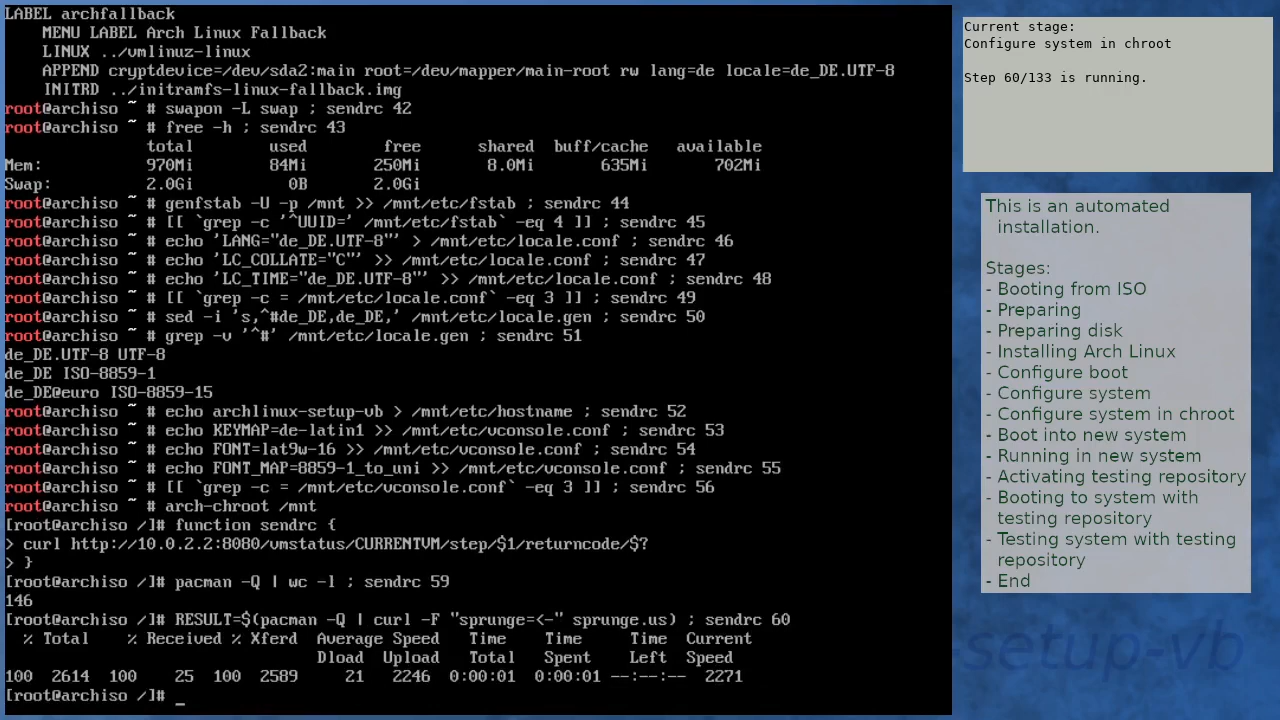 LABEL archfallback
    MENU LABEL Arch Linux Fallback
    LINUX ../vmlinuz-linux
    APPEND cryptdevice=/dev/sda2:main root=/dev/mapper/main-root rw lang=de locale=de_DE.UTF-8
    INITRD ../initramfs-linux-fallback.img
root@archiso ~ # swapon -L swap ; sendrc 42
root@archiso ~ # free -h ; sendrc 43
               total        used        free      shared  buff/cache   available
Mem:           970Mi        84Mi       250Mi       8.0Mi       635Mi       702Mi
Swap:          2.0Gi          0B       2.0Gi
root@archiso ~ # genfstab -U -p /mnt >> /mnt/etc/fstab ; sendrc 44
root@archiso ~ # [[ `grep -c '^UUID=' /mnt/etc/fstab` -eq 4 ]] ; sendrc 45
root@archiso ~ # echo 'LANG="de_DE.UTF-8"' > /mnt/etc/locale.conf ; sendrc 46
root@archiso ~ # echo 'LC_COLLATE="C"' >> /mnt/etc/locale.conf ; sendrc 47
root@archiso ~ # echo 'LC_TIME="de_DE.UTF-8"' >> /mnt/etc/locale.conf ; sendrc 48
root@archiso ~ # [[ `grep -c = /mnt/etc/locale.conf` -eq 3 ]] ; sendrc 49
root@archiso ~ # sed -i 's,^#de_DE,de_DE,' /mnt/etc/locale.gen ; sendrc 50
root@archiso ~ # grep -v '^#' /mnt/etc/locale.gen ; sendrc 51
de_DE.UTF-8 UTF-8
de_DE ISO-8859-1
de_DE@euro ISO-8859-15
root@archiso ~ # echo archlinux-setup-vb > /mnt/etc/hostname ; sendrc 52
root@archiso ~ # echo KEYMAP=de-latin1 >> /mnt/etc/vconsole.conf ; sendrc 53
root@archiso ~ # echo FONT=lat9w-16 >> /mnt/etc/vconsole.conf ; sendrc 54
root@archiso ~ # echo FONT_MAP=8859-1_to_uni >> /mnt/etc/vconsole.conf ; sendrc 55
root@archiso ~ # [[ `grep -c = /mnt/etc/vconsole.conf` -eq 3 ]] ; sendrc 56
root@archiso ~ # arch-chroot /mnt
[root@archiso /]# function sendrc {
> curl http://10.0.2.2:8080/vmstatus/CURRENTVM/step/$1/returncode/$?
> }
[root@archiso /]# pacman -Q | wc -l ; sendrc 59
146
[root@archiso /]# RESULT=$(pacman -Q | curl -F "sprunge=<-" sprunge.us) ; sendrc 60
  % Total    % Received % Xferd  Average Speed   Time    Time     Time  Current
                                 Dload  Upload   Total   Spent    Left  Speed
100  2614  100    25  100  2589     21   2246  0:00:01  0:00:01 --:--:--  2271
[root@archiso /]# _
Current stage:
Configure system in chroot
Step 60/133 is running.
This is an automated
installation.
Stages:
- Booting from ISO
- Preparing
- Preparing disk
- Installing Arch Linux
- Configure boot
- Configure system
- Configure system in chroot
- Boot into new system
- Running in new system
- Activating testing repository
- Booting to system with
testing repository
- Testing system with testing
repository
- End
-setup-vb